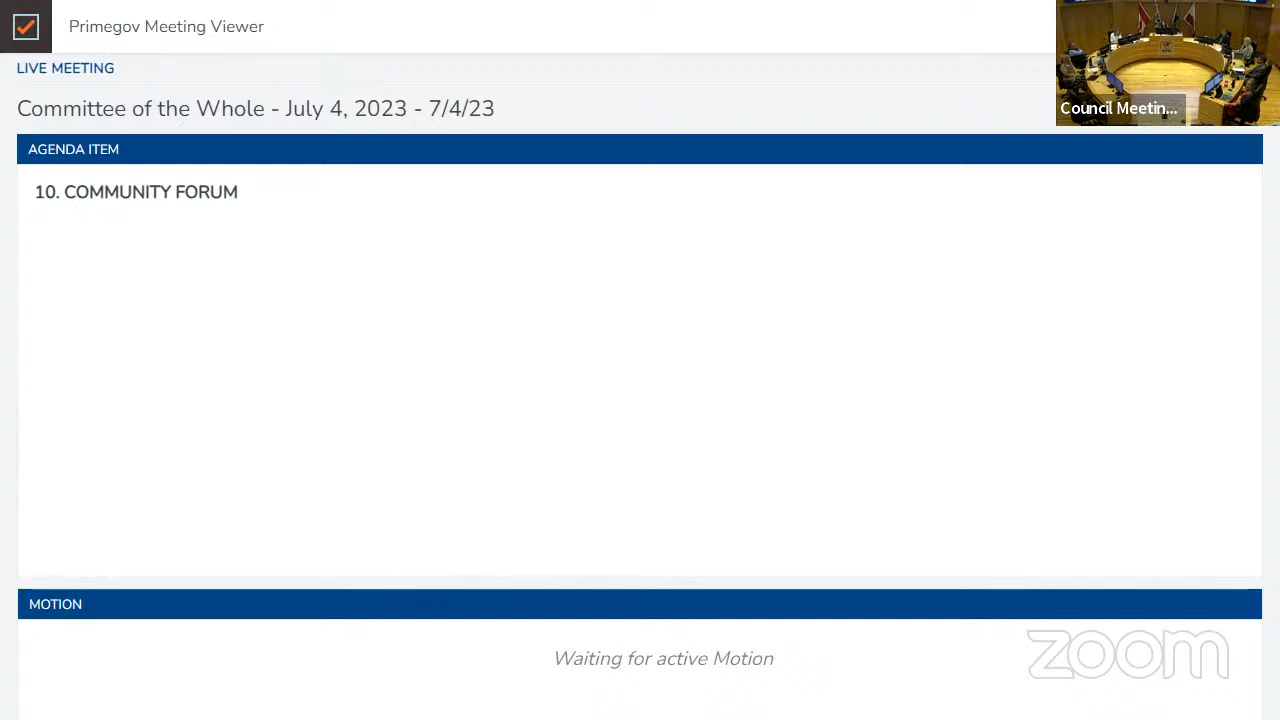 Primegov Meeting Viewer
LIVE MEETING
Committee of the Whole - July 4, 2023 - 7/4/23
Council Meetin...
AGENDA ITEM
10. COMMUNITY FORUM
MOTION
Waiting for active Motion
zoom